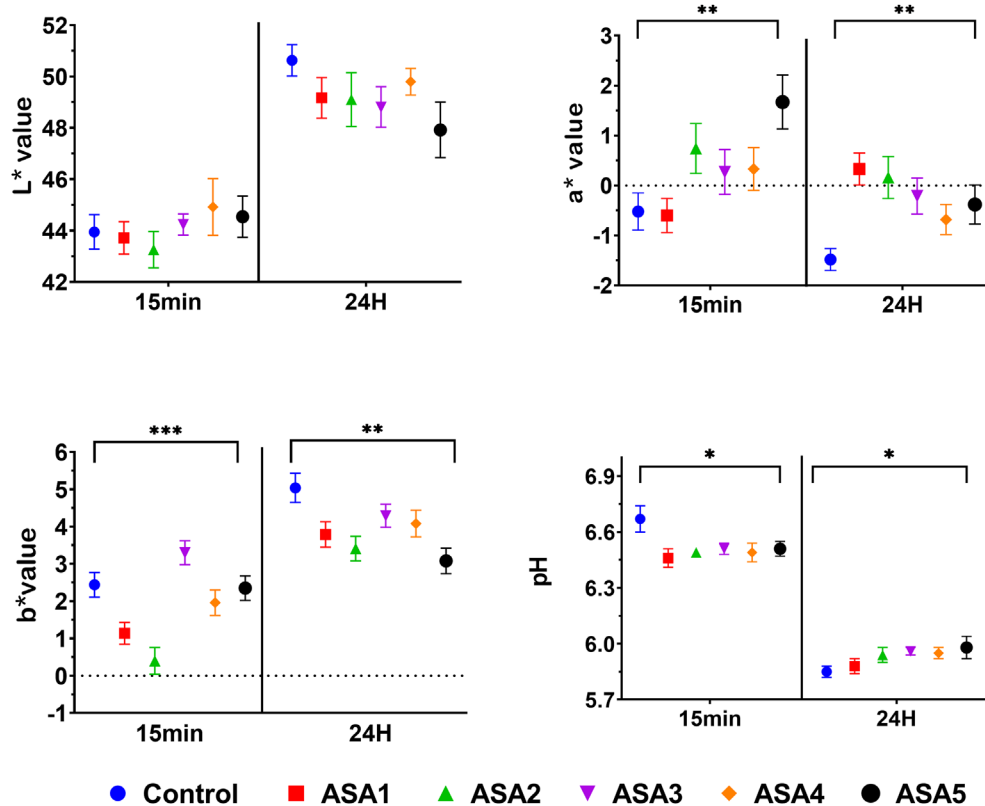 L* value
52
50
48
46
44
42
15min
24H
a* value
**
**
3
2
1
0
-1
-2
15min
24H
b*value
***
**
6
5
4
3
2
1
0
-1
15min
24H
pH
*
*
6.9
6.6
6.3
6.0
5.7
15min
24H
Control ASA1 ASA2 ASA3 ASA4 ASA5